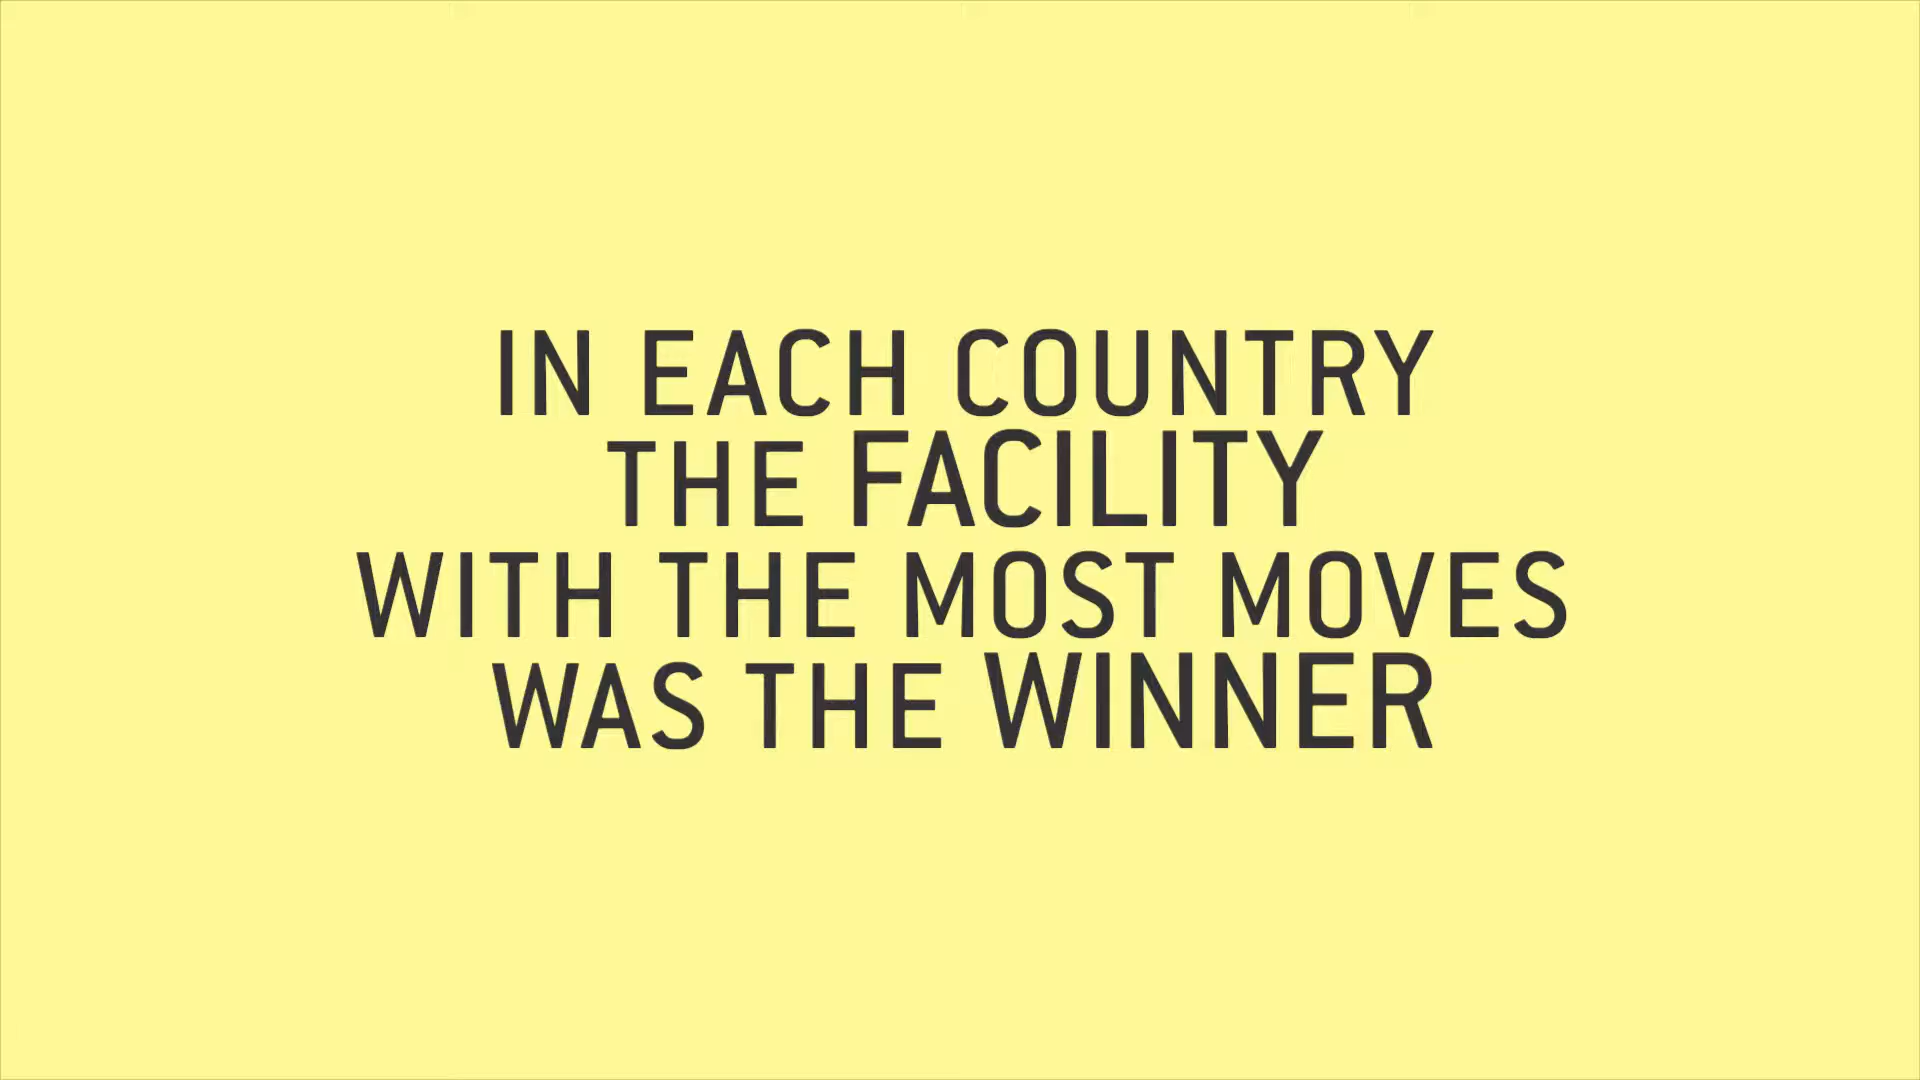 IN EACH COUNTRY
THE FACILITY
WITH THE MOST MOVES
WAS THE WINNER